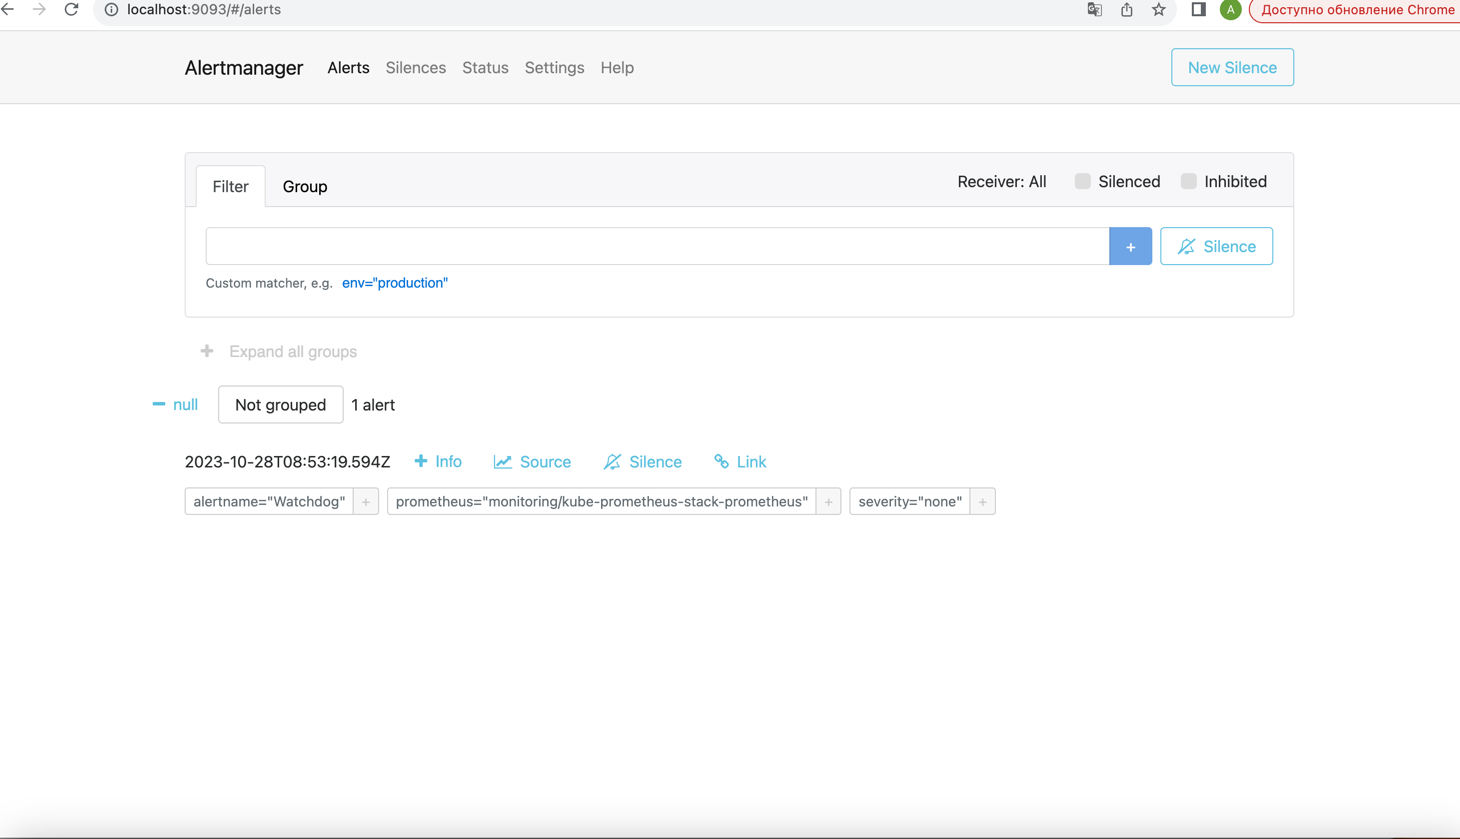 localhost:9093/#/alerts
A
Доступно обновление Chrome
Alertmanager Alerts Silences Status Settings Help New Silence
Filter Group Receiver: All Silenced Inhibited
+ Silence
Custom matcher, e.g. env="production"
+ Expand all groups
− null Not grouped 1 alert
2023-10-28T08:53:19.594Z + Info Source Silence Link
alertname="Watchdog" + prometheus="monitoring/kube-prometheus-stack-prometheus" + severity="none" +